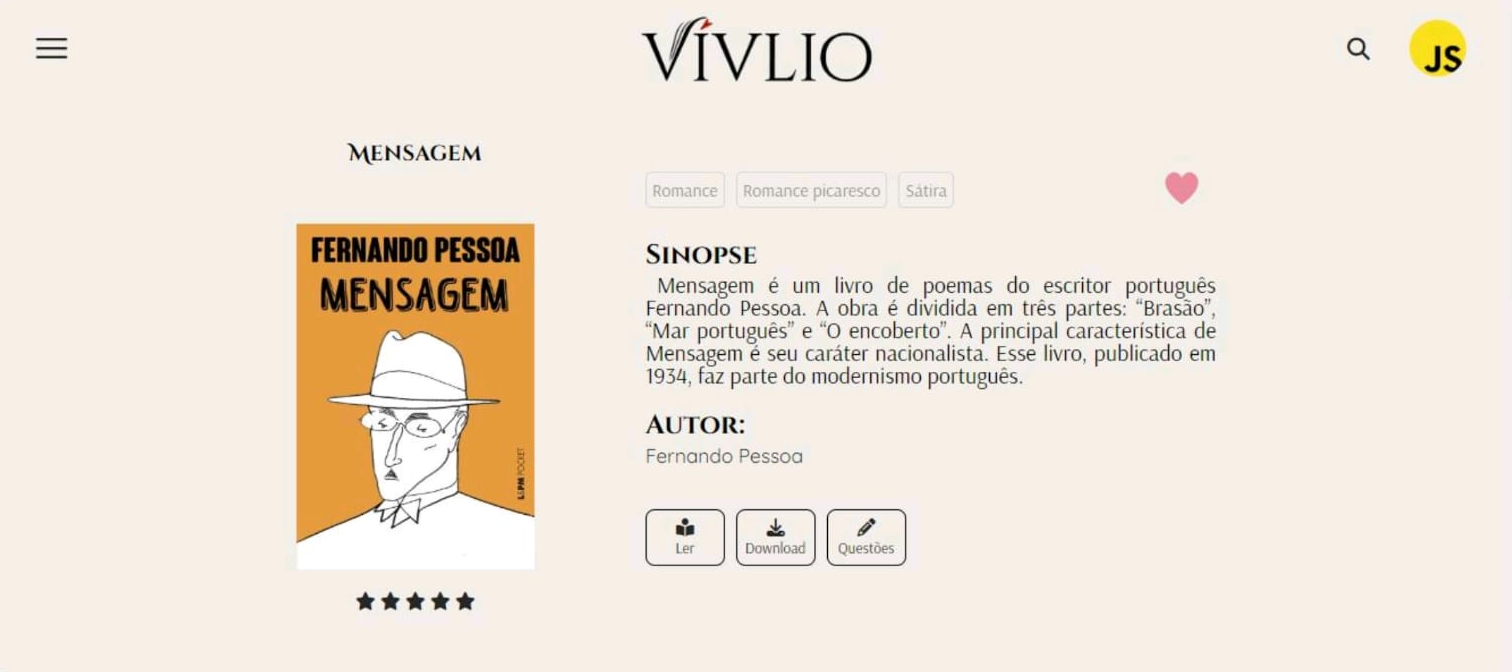 VÍVLIO
JS
Mensagem
FERNANDO PESSOA
MENSAGEM
L&PM POCKET
Romance
Romance picaresco
Sátira
Sinopse
Mensagem é um livro de poemas do escritor português
Fernando Pessoa. A obra é dividida em três partes: “Brasão”,
“Mar português” e “O encoberto”. A principal característica de
Mensagem é seu caráter nacionalista. Esse livro, publicado em
1934, faz parte do modernismo português.
Autor:
Fernando Pessoa
Ler
Download
Questões